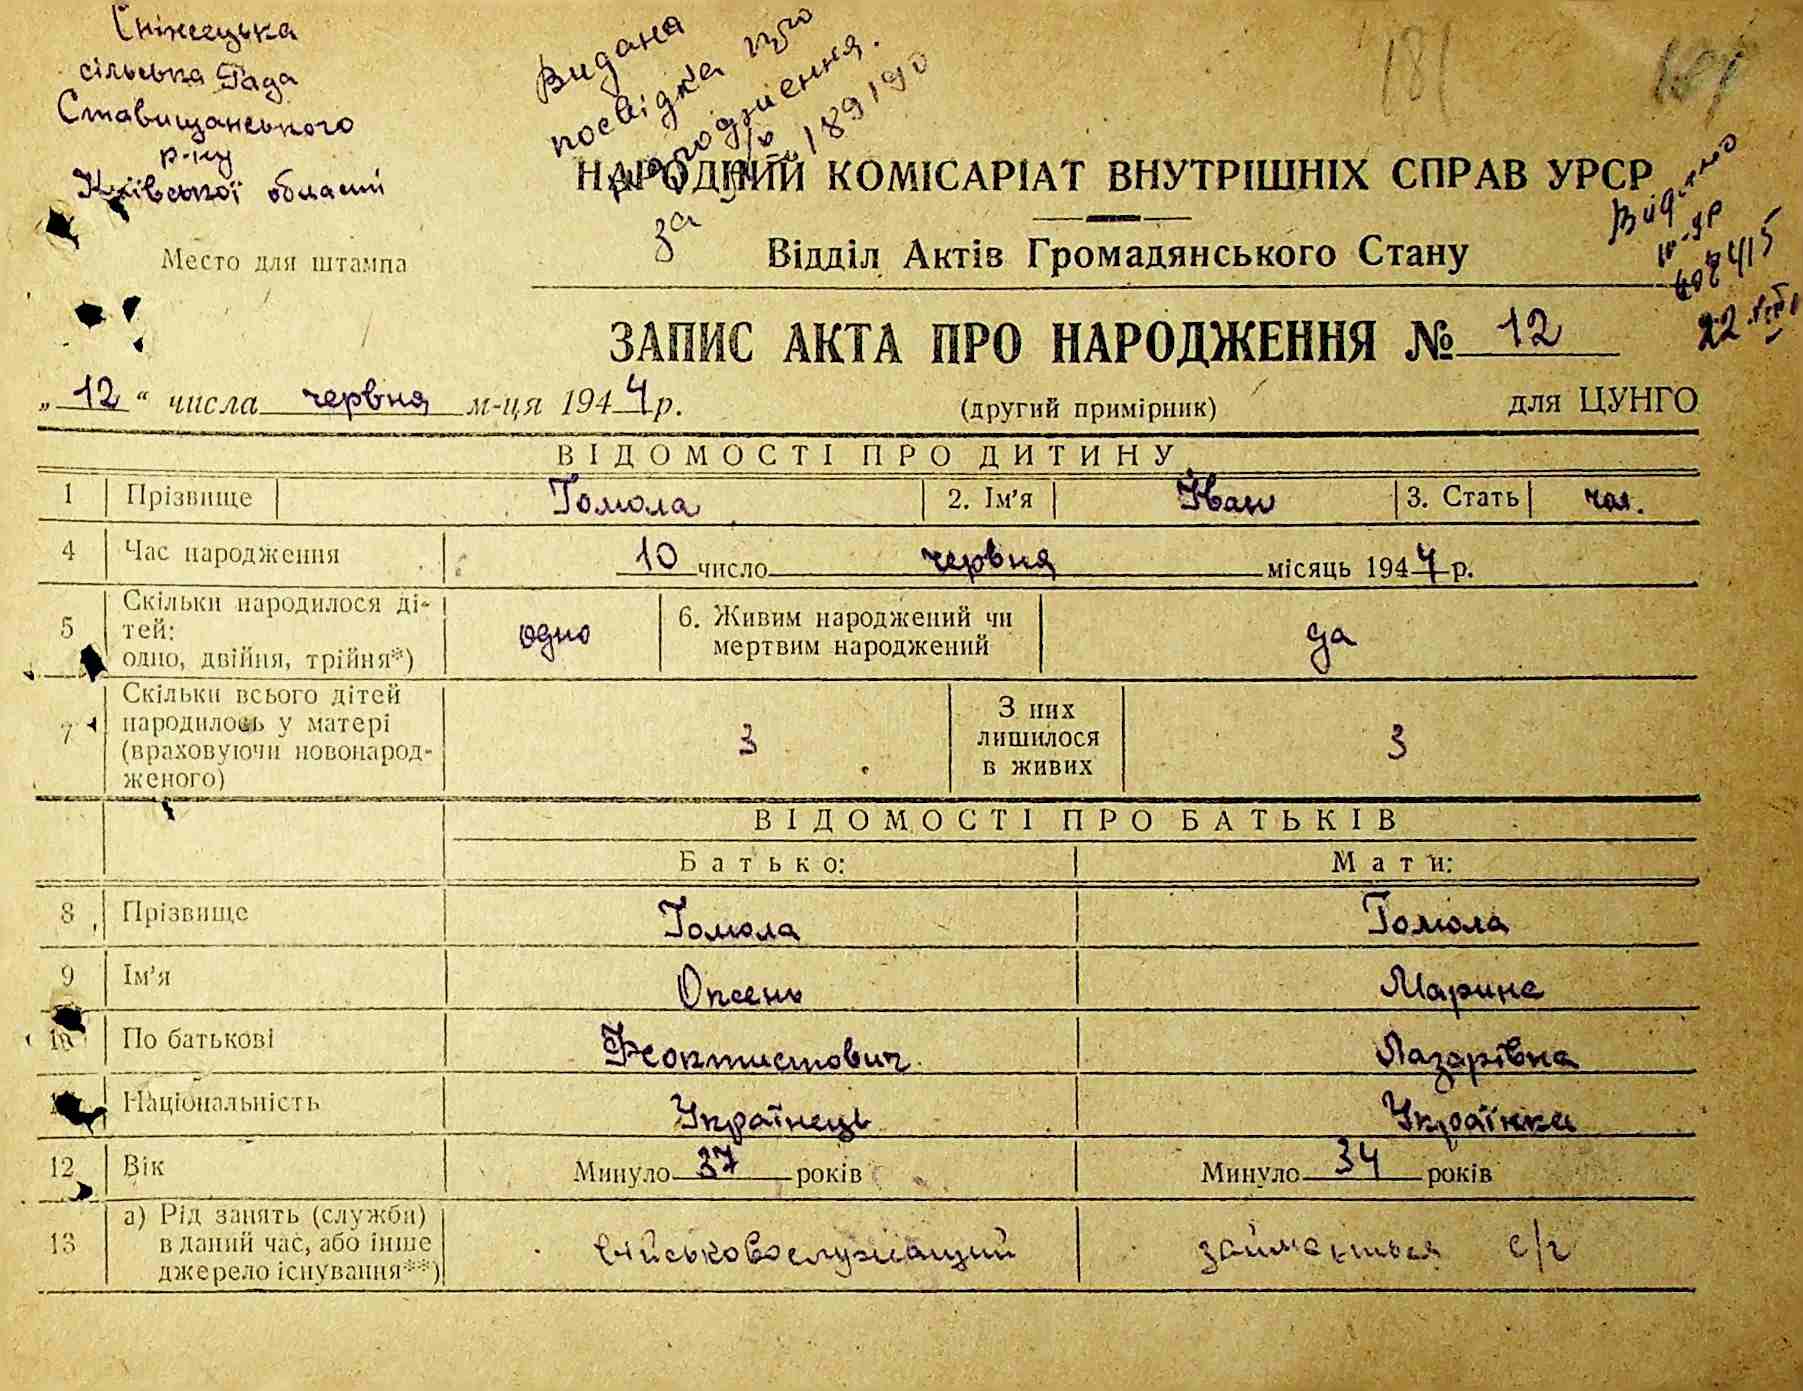 Сніжецька
сільська Рада
Ставищанського
р-ну
Київської області
Видана
посвідка про
народження.
за № 189190
181
НАРОДНИЙ КОМІСАРІАТ ВНУТРІШНІХ СПРАВ УРСР
Відділ Актів Громадянського Стану
Место для штампа
Видано
22
ЗАПИС АКТА ПРО НАРОДЖЕННЯ № 12
„12“ числа червня м-ця 1944 р. (другий примірник) для ЦУНГО
ВІДОМОСТІ ПРО ДИТИНУ
1 Прізвище Гомола 2. Ім'я Іван 3. Стать чол.
4 Час народження 10 число червня місяць 1944 р.
5 Скільки народилося дітей: одно, двійня, трійня*) одно 6. Живим народжений чи мертвим народжений да
7 Скільки всього дітей народилось у матері (враховуючи новонародженого) 3 З них лишилося в живих 3
ВІДОМОСТІ ПРО БАТЬКІВ
Батько: Мати:
8 Прізвище Гомола Гомола
9 Ім'я Оксень Марина
10 По батькові Феоктистович Лазарівна
11 Національність Українець Українка
12 Вік Минуло 37 років Минуло 34 років
13 а) Рід занять (служби) в даний час, або інше джерело існування**) військовослужащий займається с/г